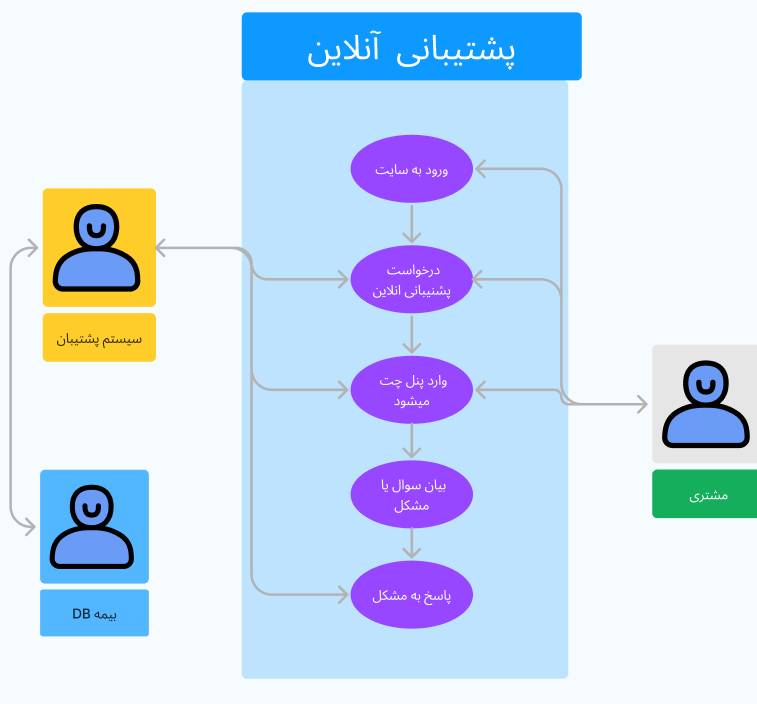 پشتیبانی آنلاین
ورود به سایت
درخواست
پشنیبانی انلاین
وارد پنل چت
میشود
بیان سوال یا
مشکل
پاسخ به مشکل
سیستم پشتیبان
بیمه DB
مشتری